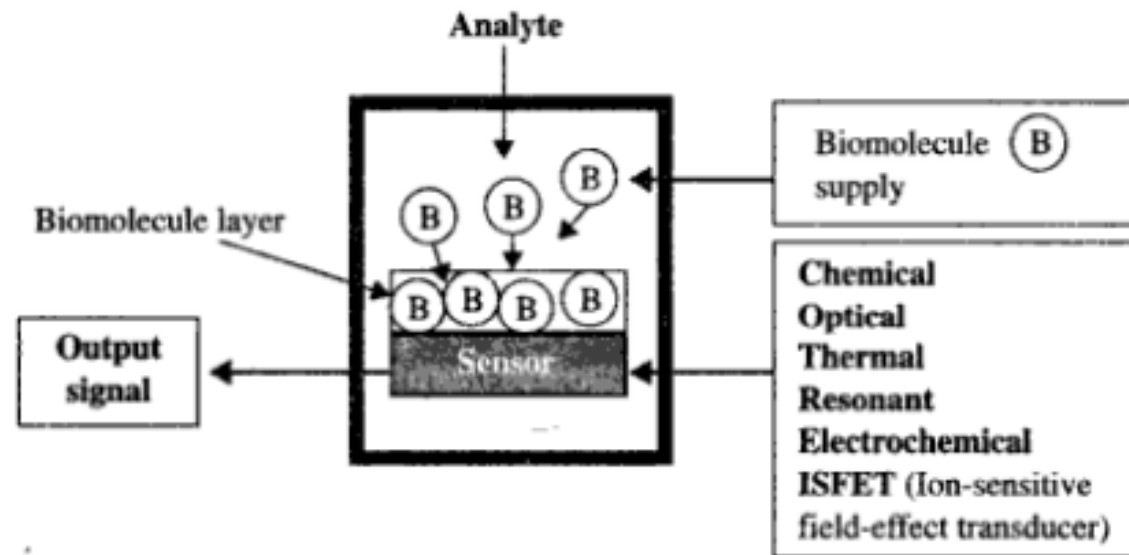 Analyte
Biomolecule B
supply
B
B
B
Biomolecule layer
B
B
B
B
Sensor
Output
signal
Chemical
Optical
Thermal
Resonant
Electrochemical
ISFET (Ion-sensitive
field-effect transducer)